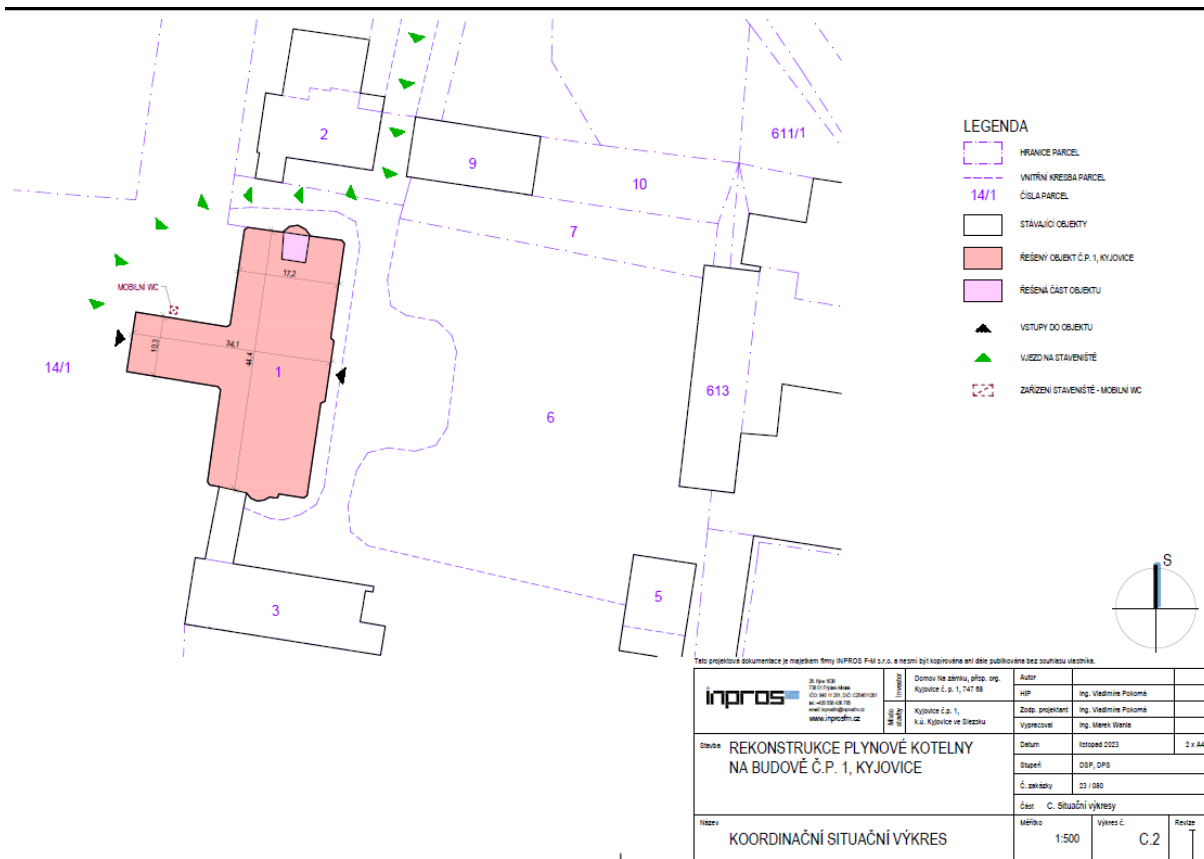 2
9
10
611/1
7
17,2
MOBILNÍ WC
34,1
10,3
44,4
1
14/1
6
613
3
5
LEGENDA
HRANICE PARCEL
VNITŘNÍ KRESBA PARCEL
14/1 ČÍSLA PARCEL
STÁVAJÍCÍ OBJEKTY
ŘEŠENÝ OBJEKT Č.P. 1, KYJOVICE
ŘEŠENÁ ČÁST OBJEKTU
VSTUPY DO OBJEKTU
VJEZD NA STAVENIŠTĚ
ZAŘÍZENÍ STAVENIŠTĚ - MOBILNÍ WC
S
Tato projektová dokumentace je majetkem firmy INPROS F-M s.r.o. a nesmí být kopírována ani dále publikována bez souhlasu vlastníka.
inpros
www.inprosfm.cz
Investor
Domov Na zámku, přísp. org.
Kyjovice č. p. 1, 747 68
Místo stavby
Kyjovice č.p. 1,
k.ú. Kyjovice ve Slezsku
Autor
HIP Ing. Vladimíra Pokorná
Zodp. projektant Ing. Vladimíra Pokorná
Vypracoval Ing. Marek Wania
Stavba REKONSTRUKCE PLYNOVÉ KOTELNY
NA BUDOVĚ Č.P. 1, KYJOVICE
Datum listopad 2023 2 x A4
Stupeň DSP, DPS
Č. zakázky 23 / 080
Část C. Situační výkresy
Název
KOORDINAČNÍ SITUAČNÍ VÝKRES
Měřítko 1:500
Výkres č. C.2
Revize